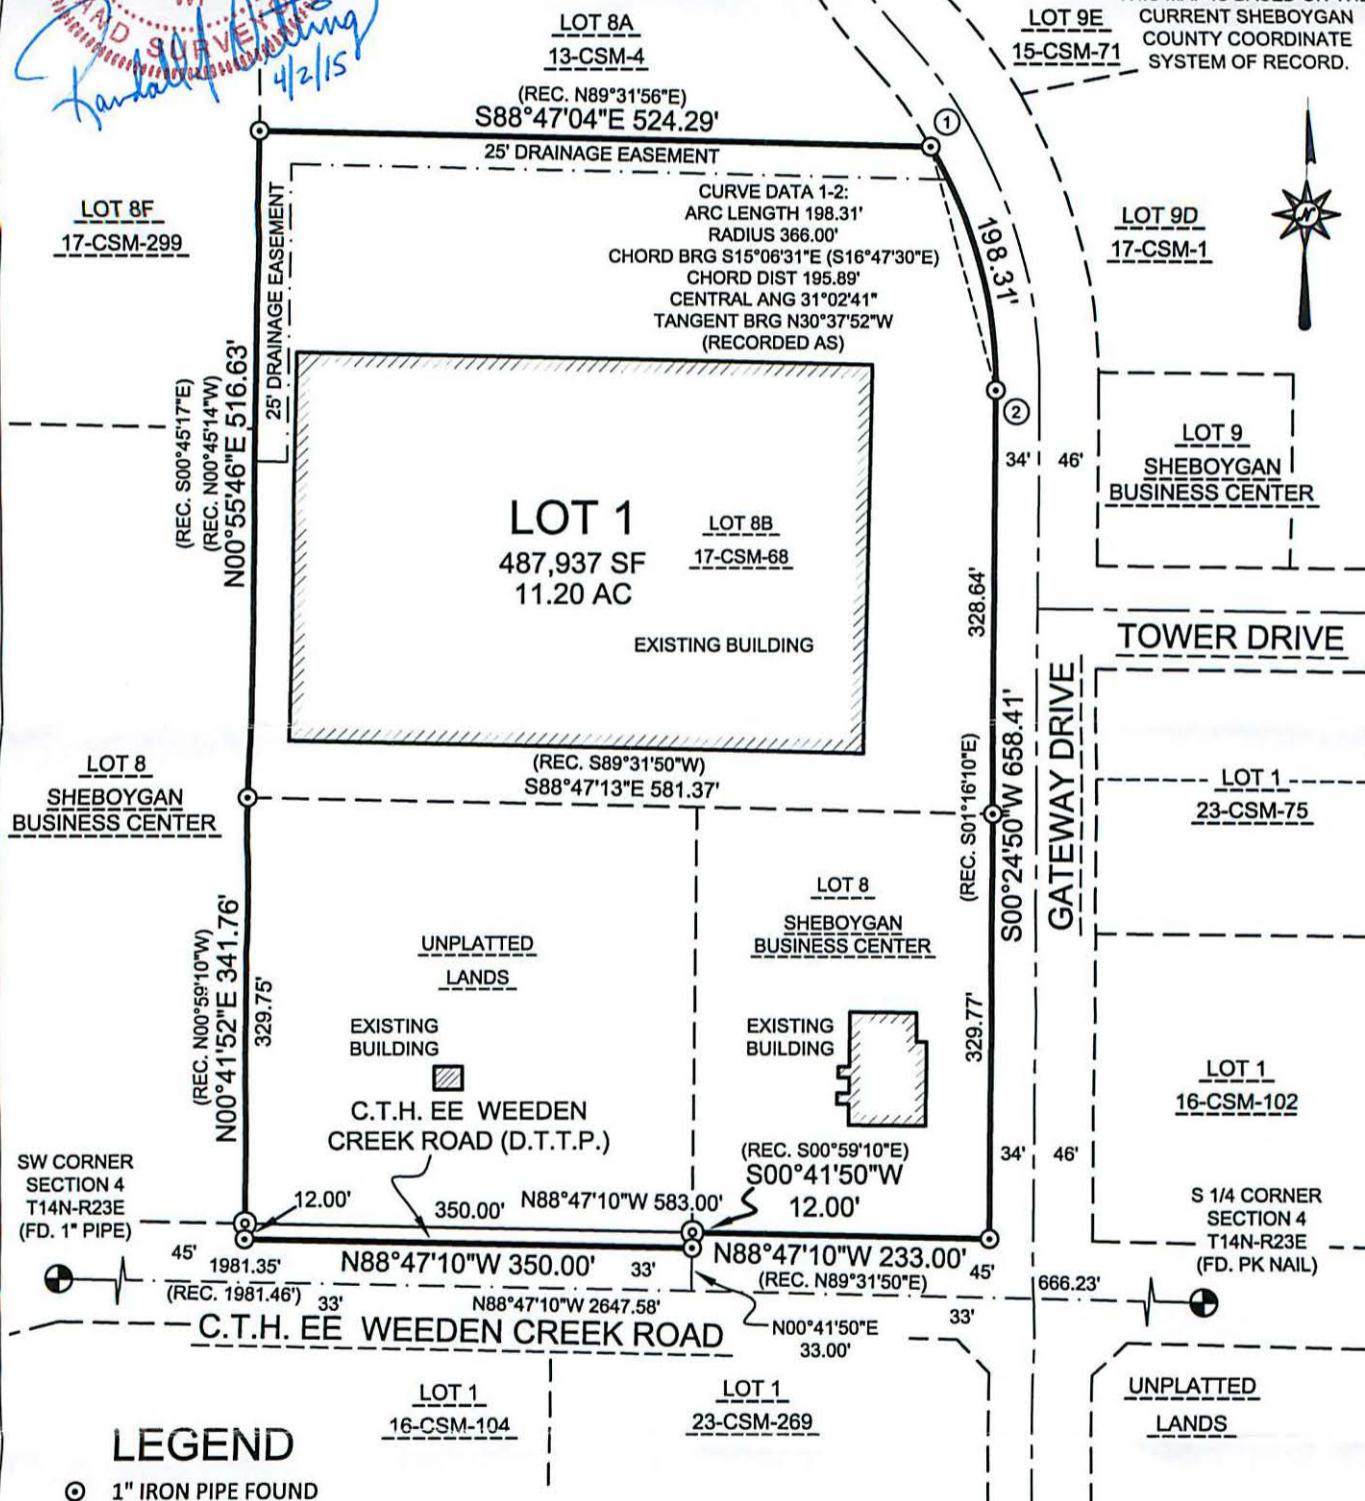 LAND SURVEY
4/2/15
LOT 8A
13-CSM-4
LOT 9E
15-CSM-71
CURRENT SHEBOYGAN
COUNTY COORDINATE
SYSTEM OF RECORD.
(REC. N89°31'56"E)
S88°47'04"E 524.29'
25' DRAINAGE EASEMENT
1
LOT 8F
17-CSM-299
25' DRAINAGE EASEMENT
CURVE DATA 1-2:
ARC LENGTH 198.31'
RADIUS 366.00'
CHORD BRG S15°06'31"E (S16°47'30"E)
CHORD DIST 195.89'
CENTRAL ANG 31°02'41"
TANGENT BRG N30°37'52"W
(RECORDED AS)
198.31'
LOT 9D
17-CSM-1
N
(REC. S00°45'17"E)
(REC. N00°45'14"W)
N00°55'46"E 516.63'
2
34' 46'
LOT 9
SHEBOYGAN
BUSINESS CENTER
LOT 1
487,937 SF
11.20 AC
LOT 8B
17-CSM-68
EXISTING BUILDING
328.64'
TOWER DRIVE
GATEWAY DRIVE
(REC. S01°16'10"E)
S00°24'50"W 658.41'
(REC. S89°31'50"W)
S88°47'13"E 581.37'
LOT 8
SHEBOYGAN
BUSINESS CENTER
LOT 1
23-CSM-75
LOT 8
SHEBOYGAN
BUSINESS CENTER
UNPLATTED
LANDS
(REC. N00°59'10"W)
N00°41'52"E 341.76'
329.75'
329.77'
EXISTING
BUILDING
EXISTING
BUILDING
C.T.H. EE WEEDEN
CREEK ROAD (D.T.T.P.)
LOT 1
16-CSM-102
(REC. S00°59'10"E)
S00°41'50"W
12.00'
34' 46'
SW CORNER
SECTION 4
T14N-R23E
(FD. 1" PIPE)
12.00'
350.00'
N88°47'10"W 583.00'
S 1/4 CORNER
SECTION 4
T14N-R23E
(FD. PK NAIL)
45'
1981.35'
(REC. 1981.46')
N88°47'10"W 350.00'
33'
N88°47'10"W 233.00'
(REC. N89°31'50"E)
45'
666.23'
33'
N88°47'10"W 2647.58'
33'
C.T.H. EE WEEDEN CREEK ROAD
N00°41'50"E
33.00'
LOT 1
16-CSM-104
LOT 1
23-CSM-269
UNPLATTED
LANDS
LEGEND
1" IRON PIPE FOUND